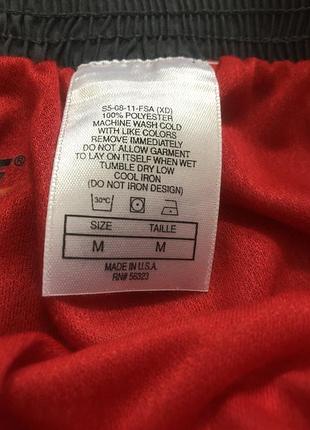 S5-08-11-FSA (XD)
100% POLYESTER
MACHINE WASH COLD
WITH LIKE COLORS
REMOVE IMMEDIATELY
DO NOT ALLOW GARMENT
TO LAY ON ITSELF WHEN WET
TUMBLE DRY LOW
COOL IRON
(DO NOT IRON DESIGN)
30°C
SIZE TAILLE
M M
MADE IN U.S.A.
RN# 56323